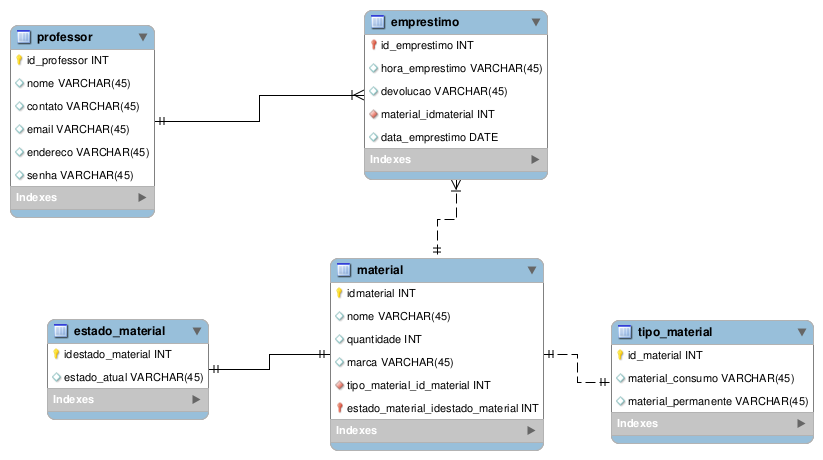 professor
id_professor INT
nome VARCHAR(45)
contato VARCHAR(45)
email VARCHAR(45)
endereco VARCHAR(45)
senha VARCHAR(45)
Indexes
emprestimo
id_emprestimo INT
hora_emprestimo VARCHAR(45)
devolucao VARCHAR(45)
material_idmaterial INT
data_emprestimo DATE
Indexes
estado_material
idestado_material INT
estado_atual VARCHAR(45)
Indexes
material
idmaterial INT
nome VARCHAR(45)
quantidade INT
marca VARCHAR(45)
tipo_material_id_material INT
estado_material_idestado_material INT
Indexes
tipo_material
id_material INT
material_consumo VARCHAR(45)
material_permanente VARCHAR(45)
Indexes